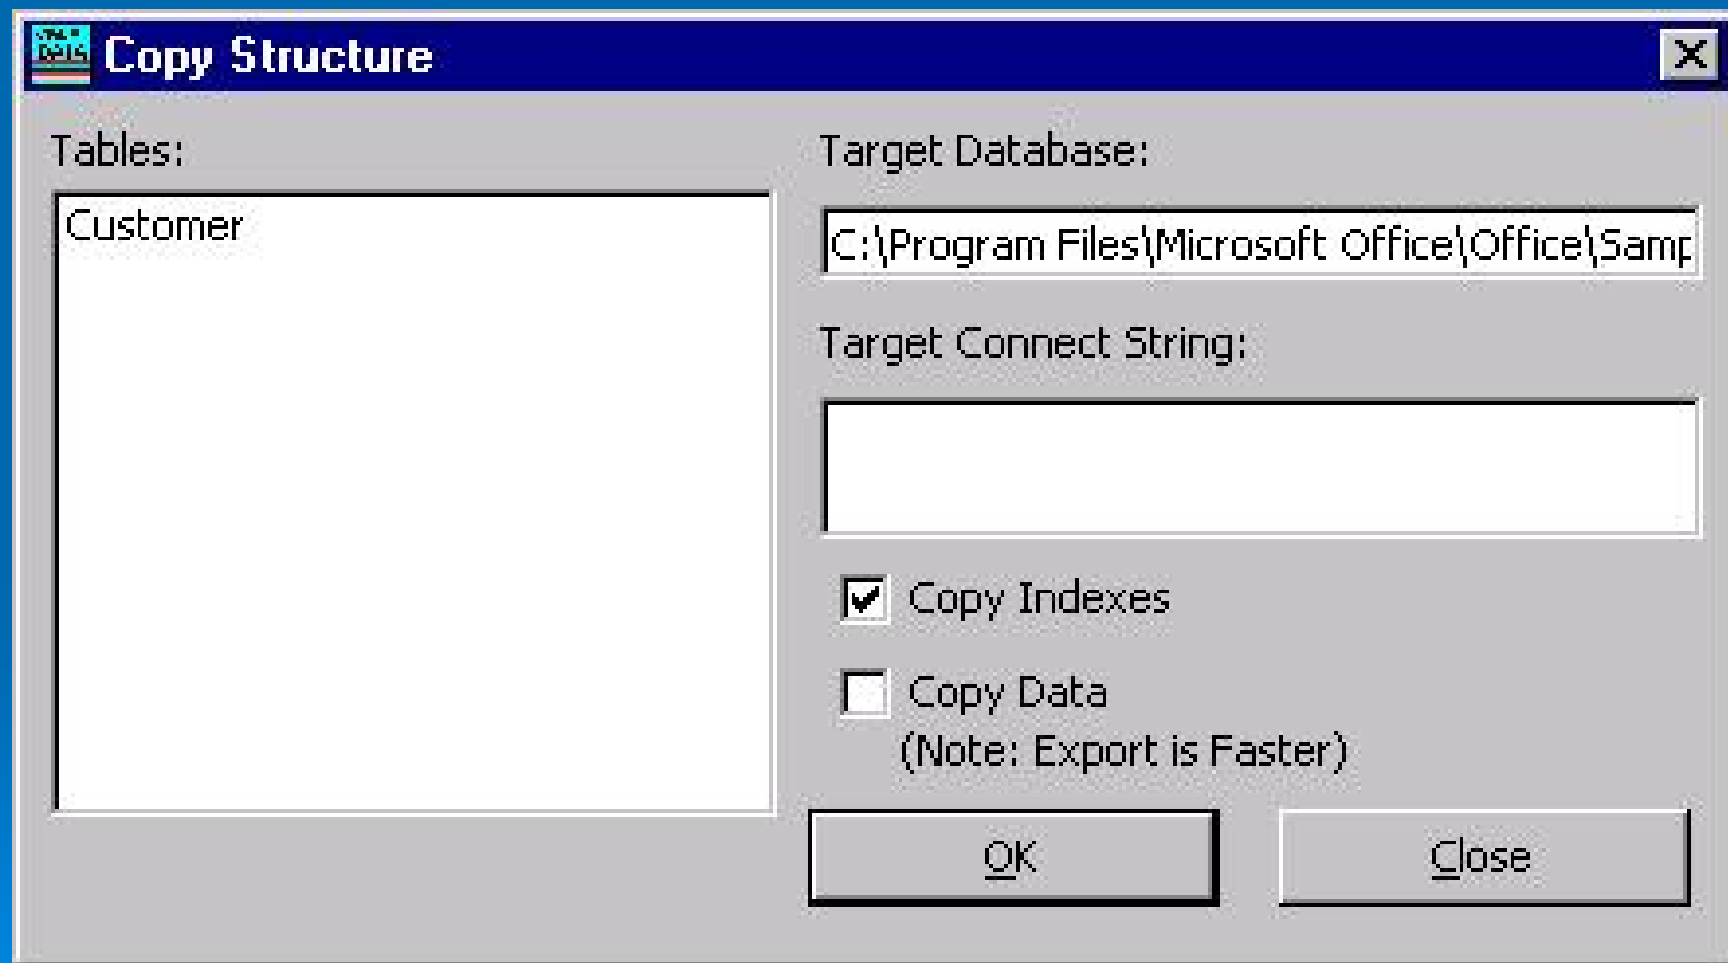 Copy Structure
Tables:
Customer
Target Database:
C:\Program Files\Microsoft Office\Office\Samp
Target Connect String:
Copy Indexes
Copy Data
(Note: Export is Faster)
OK
Close